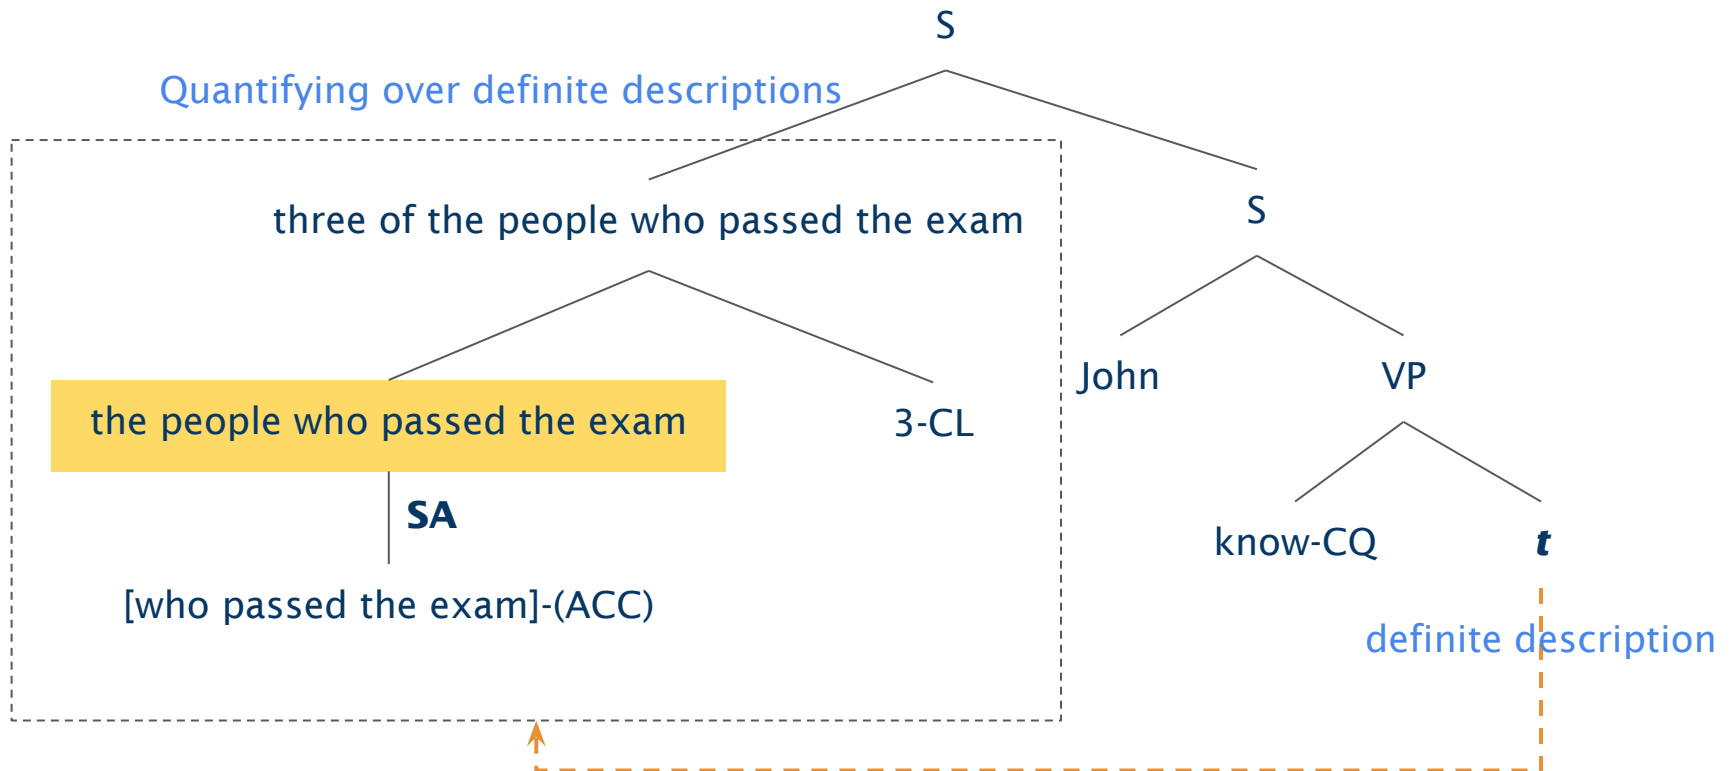 S
Quantifying over definite descriptions
three of the people who passed the exam
S
the people who passed the exam
3-CL
John
VP
SA
know-CQ
t
[who passed the exam]-(ACC)
definite description